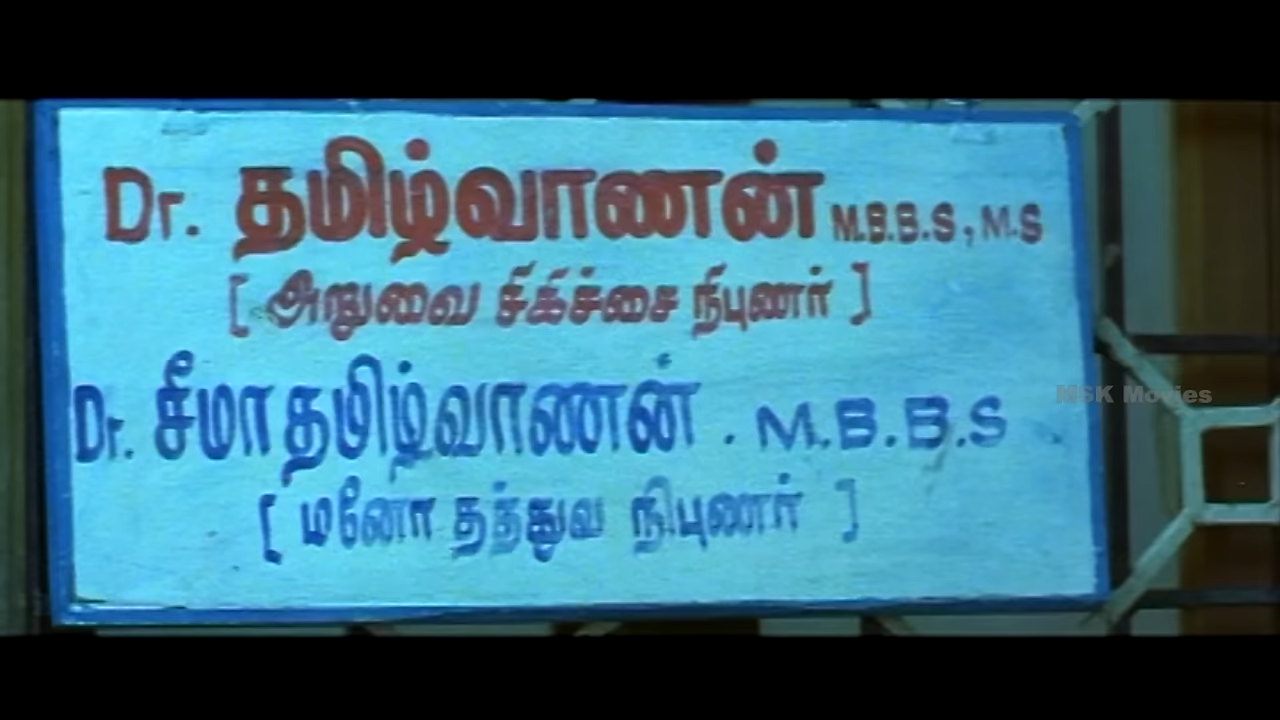 Dr. தமிழ்வாணன் M.B.B.S, M.S
[ அறுவை சிகிச்சை நிபுணர் ]
Dr. சீமா தமிழ்வாணன் . M.B.B.S
[ மனோ தத்துவ நிபுணர் ]
MSK Movies